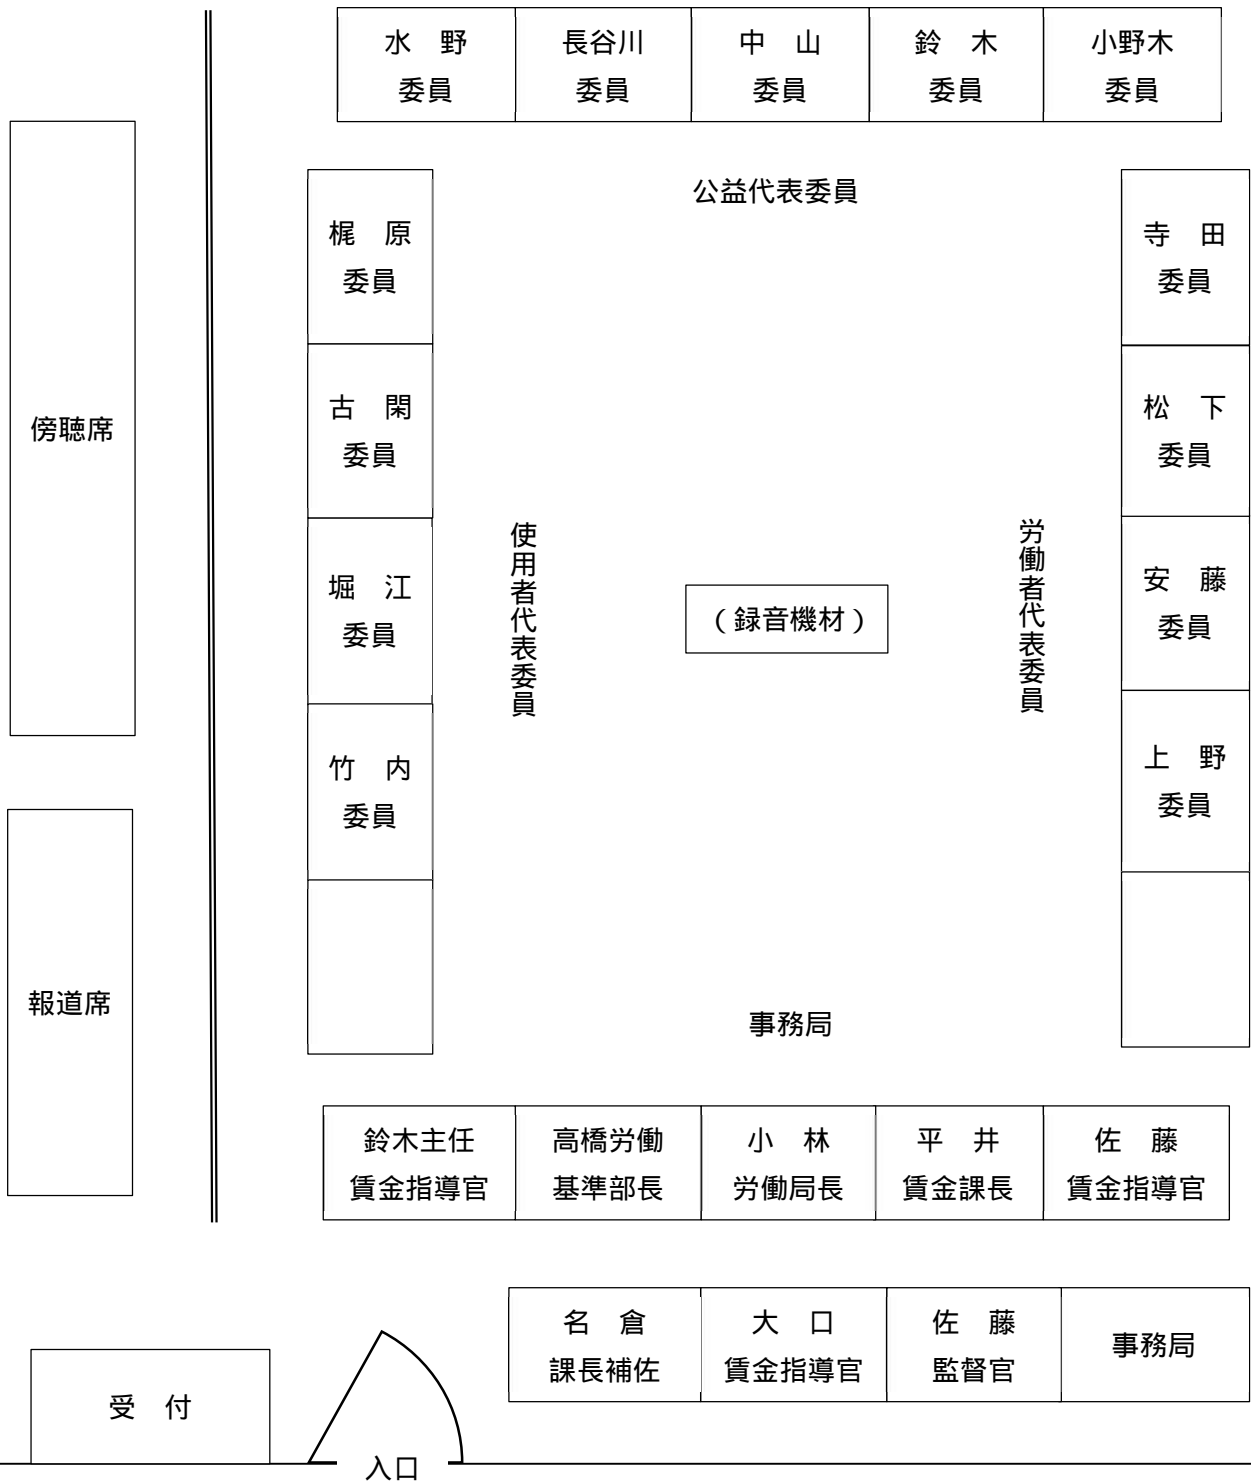 水　野　長谷川　中　山　鈴　木　小野木
委員　委員　委員　委員　委員
公益代表委員
梶　原
委員
古　閑
委員
堀　江
委員
竹　内
委員
使用者代表委員
（録音機材）
労働者代表委員
寺　田
委員
松　下
委員
安　藤
委員
上　野
委員
傍聴席
報道席
事務局
鈴木主任　高橋労働　小　林　平　井　佐　藤
賃金指導官　基準部長　労働局長　賃金課長　賃金指導官
名　倉　大　口　佐　藤
課長補佐　賃金指導官　監督官　事務局
受　付
入口